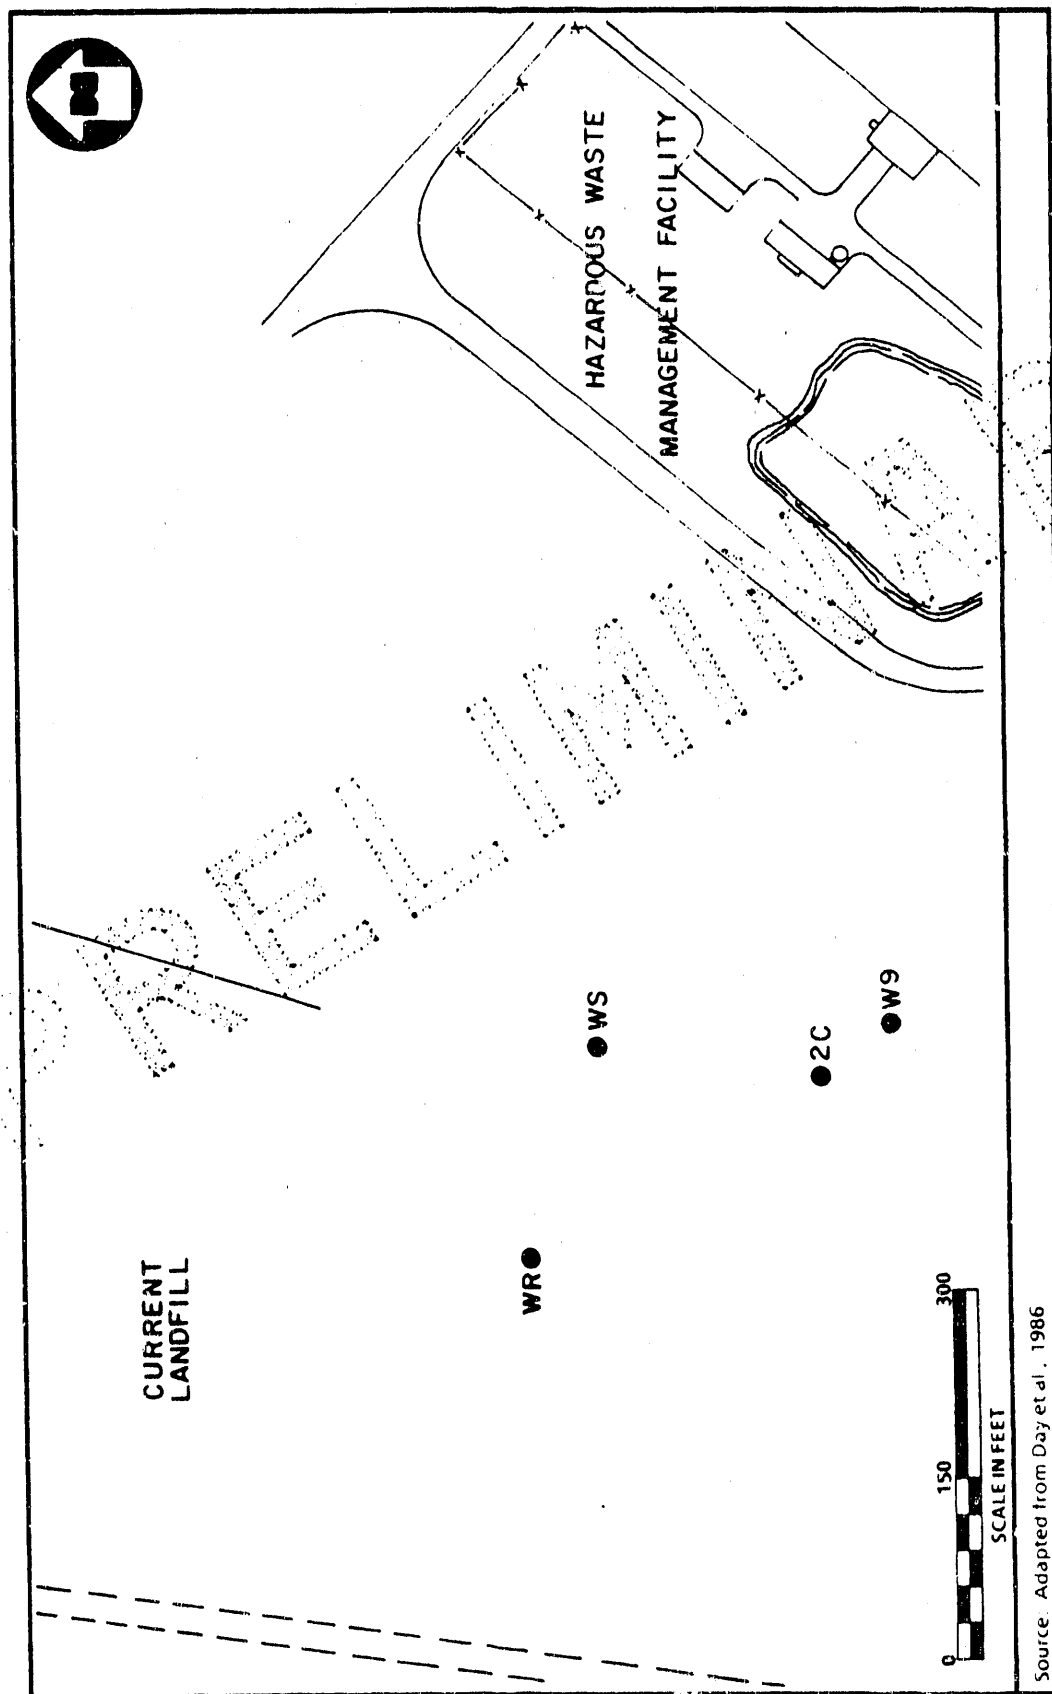 CURRENT
LANDFILL
HAZARDOUS WASTE
MANAGEMENT FACILITY
WR
WS
2C
W9
0 150 300
SCALE IN FEET
Source: Adapted from Day et al., 1986